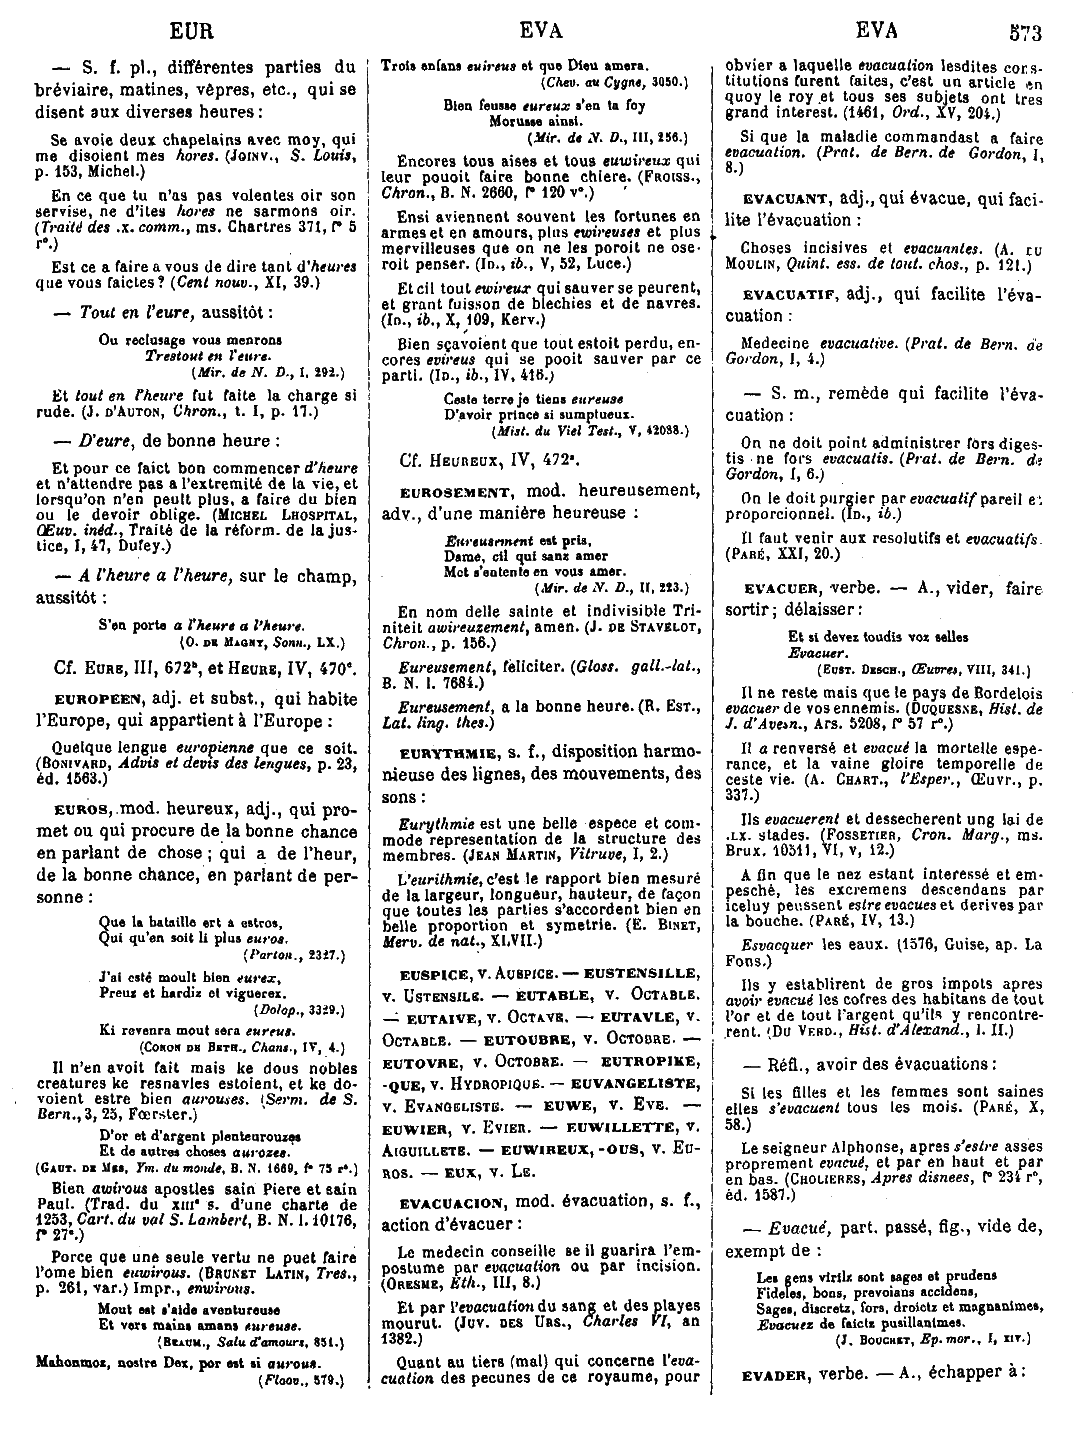 EUR
EVA
EVA
573
— S. f. pl., différentes parties du
bréviaire, matines, vêpres, etc., qui se
disent aux diverses heures :
Se avoie deux chapelains avec moy, qui
me disoient mes hores. (JOINV., S. Louis,
p. 153, Michel.)
En ce que tu n'as pas volentes oir son
servise, ne d'ites hores ne sarmons oir.
(Traité des .x. comm., ms. Chartres 371, f° 5
r°.)
Est ce a faire a vous de dire tant d'heures
que vous faictes ? (Cent nouv., XI, 39.)
— Tout en l'eure, aussitôt :
Ou reclusage vous menrons
Trestout en l'eure.
(Mir. de N. D., I, 292.)
Et tout en l'heure fut faite la charge si
rude. (J. D'AUTON, Chron., t. I, p. 17.)
— D'eure, de bonne heure :
Et pour ce faict bon commencer d'heure
et n'attendre pas a l'extremité de la vie, et
lorsqu'on n'en peult plus, a faire du bien
ou le devoir oblige. (MICHEL LHOSPITAL,
Œuv. inéd., Traité de la réform. de la jus-
tice, I, 47, Dufey.)
— A l'heure a l'heure, sur le champ,
aussitôt :
S'en porte a l'heure a l'heure.
(O. DE MAGNY, Sonn., LX.)
Cf. EURE, III, 672ᵇ, et HEURE, IV, 470ᶜ.
EUROPEEN, adj. et subst., qui habite
l'Europe, qui appartient à l'Europe :
Quelque lengue europienne que ce soit.
(BONIVARD, Advis et devis des lengues, p. 23,
éd. 1563.)
EUROS, mod. heureux, adj., qui pro-
met ou qui procure de la bonne chance
en parlant de chose ; qui a de l'heur,
de la bonne chance, en parlant de per-
sonne :
Que la bataille ert a estros,
Qui qu'en soit li plus euros.
(Parton., 2327.)
J'ai esté moult bien eurex,
Preuz et hardiz et viguerex.
(Dolop., 3329.)
Ki revenra mout sera eureus.
(CONON DE BETH., Chans., IV, 4.)
Il n'en avoit fait mais ke dous nobles
creatures ke resnavles estoient, et ke do-
voient estre bien aurouses. (Serm. de S.
Bern., 3, 25, Fœrster.)
D'or et d'argent plenteurouzes
Et de autres choses aurozes.
(GAUT. DE MES, Ym. du monde, B. N. 1669, f° 75 r°.)
Bien awirous apostles sain Piere et sain
Paul. (Trad. du XIIIᵉ s. d'une charte de
1253, Cart. du val S. Lambert, B. N. l. 10176,
f° 27ᶜ.)
Porce que une seule vertu ne puet faire
l'ome bien euwirous. (BRUNET LATIN, Tres.,
p. 261, var.) Impr., enwirous.
Mout est s'aide aventureuse
Et vers mains amans eureuse.
(BEAUM., Salu d'amours, 851.)
Mahonmoz, nostre Dex, por est si aurous.
(Floov., 579.)
Trois enfans euireus et que Dieu amera.
(Chev. au Cygne, 3050.)
Bien feusse eureux s'en ta foy
Morusse ainsi.
(Mir. de N. D., III, 256.)
Encores tous aises et tous euwireux qui
leur pouoit faire bonne chiere. (FROISS.,
Chron., B. N. 2660, f° 120 v°.)
Ensi aviennent souvent les fortunes en
armes et en amours, plus ewireuses et plus
mervilleuses que on ne les poroit ne ose-
roit penser. (ID., ib., V, 52, Luce.)
Et cil tout ewireux qui sauver se peurent,
et grant fuisson de blechies et de navres.
(ID., ib., X, 109, Kerv.)
Bien sçavoient que tout estoit perdu, en-
cores evireus qui se pooit sauver par ce
parti. (ID., ib., IV, 416.)
Ceste terre je tiens eureuse
D'avoir prince si sumptueux.
(Mist. du Viel Test., V, 42088.)
Cf. HEUREUX, IV, 472ᵃ.
EUROSEMENT, mod. heureusement,
adv., d'une manière heureuse :
Eureusement est pris,
Dame, cil qui sanz amer
Met s'entente en vous amer.
(Mir. de N. D., II, 223.)
En nom delle sainte et indivisible Tri-
niteit awireuzement, amen. (J. DE STAVELOT,
Chron., p. 156.)
Eureusement, feliciter. (Gloss. gall.-lat.,
B. N. l. 7684.)
Eureusement, a la bonne heure. (R. EST.,
Lat. ling. thes.)
EURYTHMIE, s. f., disposition harmo-
nieuse des lignes, des mouvements, des
sons :
Eurythmie est une belle espece et com-
mode representation de la structure des
membres. (JEAN MARTIN, Vitruve, I, 2.)
L'eurithmie, c'est le rapport bien mesuré
de la largeur, longueur, hauteur, de façon
que toutes les parties s'accordent bien en
belle proportion et symetrie. (E. BINET,
Merv. de nat., XLVII.)
EUSPICE, v. AUSPICE. — EUSTENSILLE,
v. USTENSILE. — EUTABLE, v. OCTABLE.
— EUTAIVE, v. OCTAVE. — EUTAVLE, v.
OCTABLE. — EUTOUBRE, v. OCTOBRE. —
EUTOVRE, v. OCTOBRE. — EUTROPIKE,
-QUE, v. HYDROPIQUE. — EUVANGELISTE,
v. EVANGELISTE. — EUWE, v. EVE. —
EUWIER, v. EVIER. — EUWILLETTE, v.
AIGUILLETE. — EUWIREUX, -OUS, v. EU-
ROS. — EUX, v. LE.
EVACUACION, mod. évacuation, s. f.,
action d'évacuer :
Le medecin conseille se il guarira l'em-
postume par evacuation ou par incision.
(ORESME, Éth., III, 8.)
Et par l'evacuation du sang et des playes
mourut. (JUV. DES URS., Charles VI, an
1382.)
Quant au tiers (mal) qui concerne l'eva-
cuation des pecunes de ce royaume, pour
obvier a laquelle evacuation lesdites cons-
titutions furent faites, c'est un article en
quoy le roy et tous ses subjets ont tres
grand interest. (1461, Ord., XV, 204.)
Si que la maladie commandast a faire
evacuation. (Prat. de Bern. de Gordon, I,
8.)
EVACUANT, adj., qui évacue, qui faci-
lite l'évacuation :
Choses incisives et evacuantes. (A. DU
MOULIN, Quint. ess. de tout. chos., p. 121.)
EVACUATIF, adj., qui facilite l'éva-
cuation :
Medecine evacuative. (Prat. de Bern. de
Gordon, I, 4.)
— S. m., remède qui facilite l'éva-
cuation :
On ne doit point administrer fors diges-
tis ne fors evacuatis. (Prat. de Bern. de
Gordon, I, 6.)
On le doit purgier par evacuatif pareil et
proporcionnel. (ID., ib.)
Il faut venir aux resolutifs et evacuatifs.
(PARÉ, XXI, 20.)
EVACUER, verbe. — A., vider, faire
sortir ; délaisser :
Et si devez toudis voz selles
Evacuer.
(EUST. DESCH., Œuvres, VIII, 341.)
Il ne reste mais que le pays de Bordelois
evacuer de vos ennemis. (DUQUESNE, Hist. de
J. d'Avesn., Ars. 5208, f° 57 r°.)
Il a renversé et evacué la mortelle espe-
rance, et la vaine gloire temporelle de
ceste vie. (A. CHART., l'Esper., Œuvr., p.
337.)
Ils evacuerent et dessecherent ung lai de
.LX. stades. (FOSSETIER, Cron. Marg., ms.
Brux. 10511, VI, v, 12.)
A fin que le nez estant interessé et em-
pesché, les excremens descendans par
iceluy peussent estre evacues et derives par
la bouche. (PARÉ, IV, 13.)
Esvacquer les eaux. (1576, Guise, ap. La
Fons.)
Ils y establirent de gros impots apres
avoir evacué les cofres des habitans de tout
l'or et de tout l'argent qu'ils y rencontre-
rent. (DU VERD., Hist. d'Alexand., l. II.)
— Réfl., avoir des évacuations :
Si les filles et les femmes sont saines
elles s'evacuent tous les mois. (PARÉ, X,
58.)
Le seigneur Alphonse, apres s'estre asses
proprement evacué, et par en haut et par
en bas. (CHOLIERES, Apres disnees, f° 234 r°,
éd. 1587.)
— Evacué, part. passé, fig., vide de,
exempt de :
Les gens virilz sont sages et prudens
Fideles, bons, prevoians accidens,
Sages, discretz, fors, droictz et magnanimes,
Evacuez de faictz pusillanimes.
(J. BOUCHET, Ep. mor., I, XIV.)
EVADER, verbe. — A., échapper à :